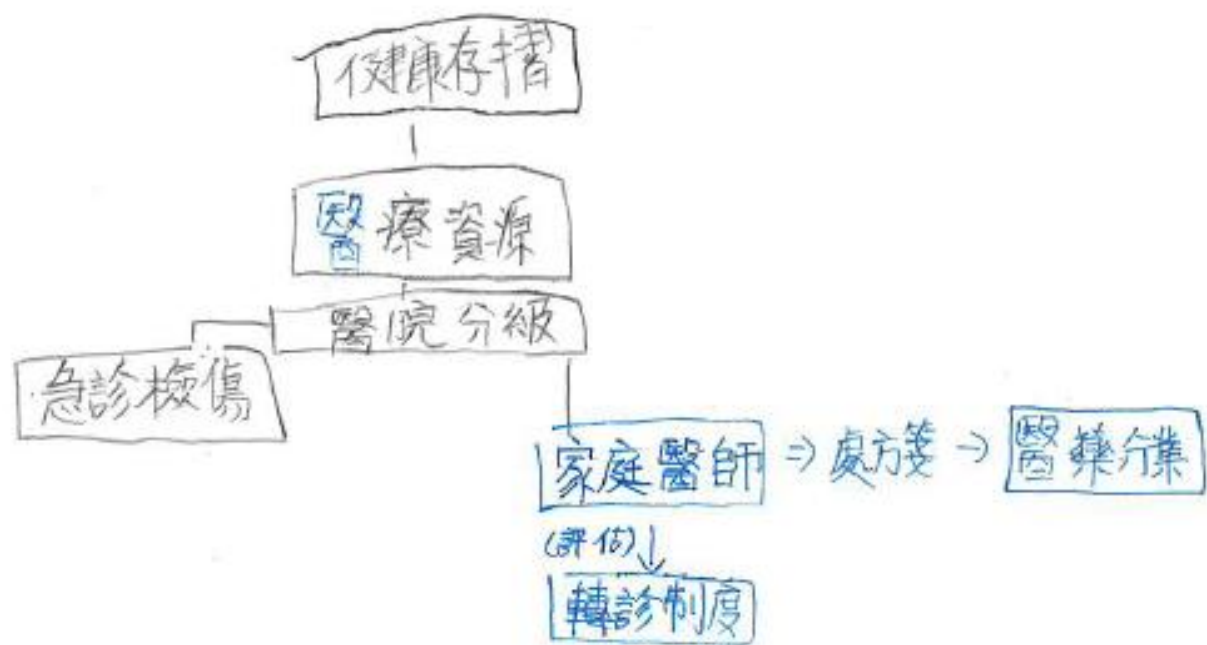 健康存摺
醫療資源
醫院分級
急診檢傷
家庭醫師 ⇒ 處方箋 → 醫藥分業
(評估)↓
轉診制度